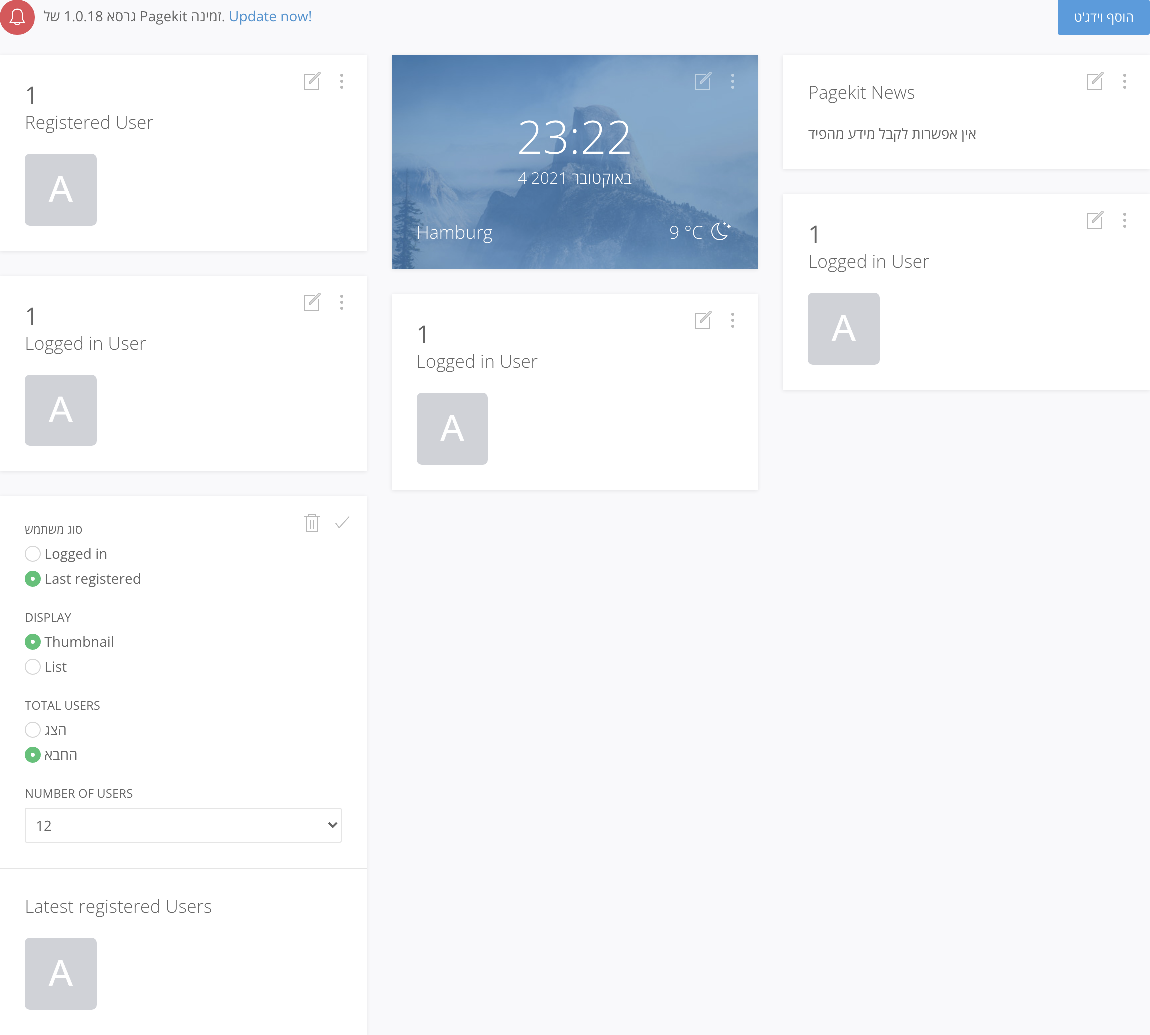 גרסא 1.0.18 של Pagekit זמינה. Update now!
הוסף וידג'ט
1
Registered User
A
1
Logged in User
A
סוג משתמש
Logged in
Last registered
DISPLAY
Thumbnail
List
TOTAL USERS
הצג
החבא
NUMBER OF USERS
12
Latest registered Users
A
23:22
4 באוקטובר 2021
Hamburg
9 °C
1
Logged in User
A
Pagekit News
אין אפשרות לקבל מידע מהפיד
1
Logged in User
A